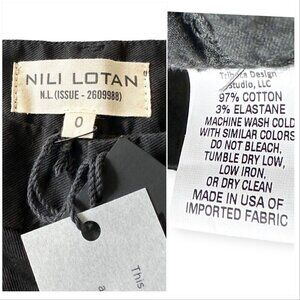 NILI LOTAN
N.L.(ISSUE - 2609988)
0
This
a
Tribeca Design
Studio, LLC
97% COTTON
3% ELASTANE
MACHINE WASH COLD
WITH SIMILAR COLORS
DO NOT BLEACH,
TUMBLE DRY LOW,
LOW IRON,
OR DRY CLEAN
MADE IN USA OF
IMPORTED FABRIC